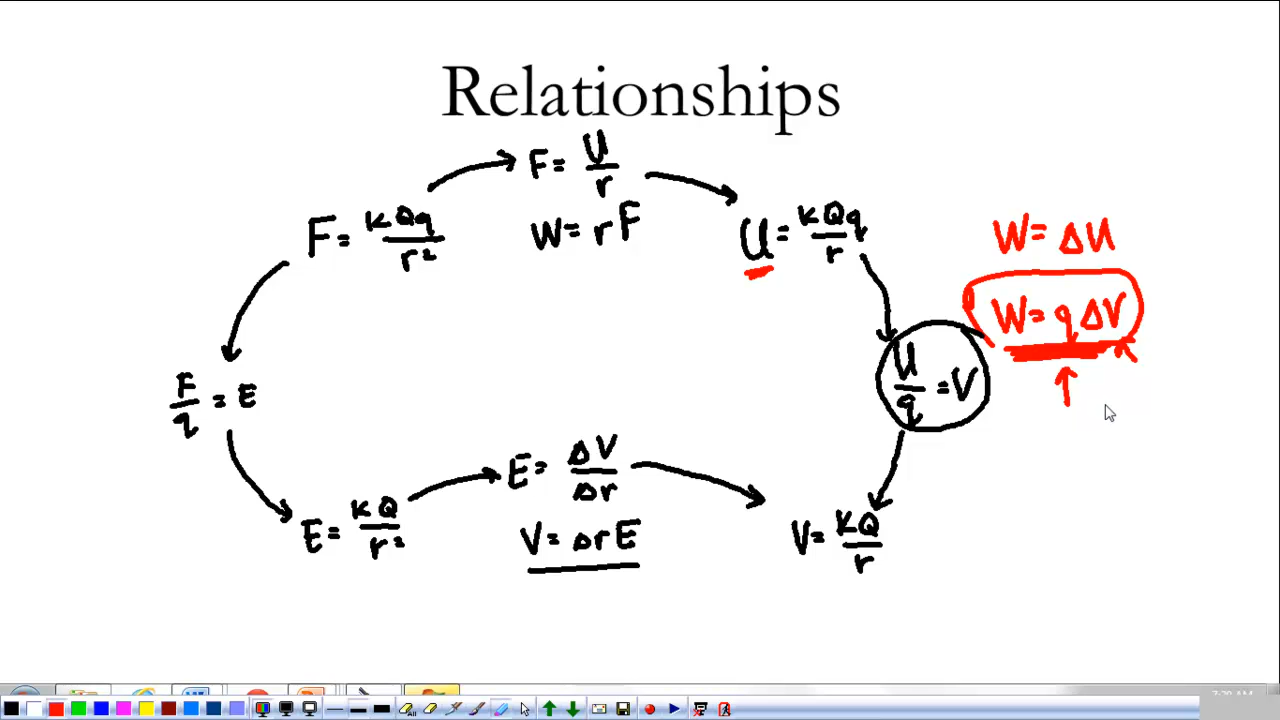 Relationships
F = U/r
F = kQq/r²
W = rF
U = kQq/r
W = ΔU
W = qΔV
F/q = E
U/q = V
E = ΔV/Δr
E = kQ/r²
V = ΔrE
V = kQ/r